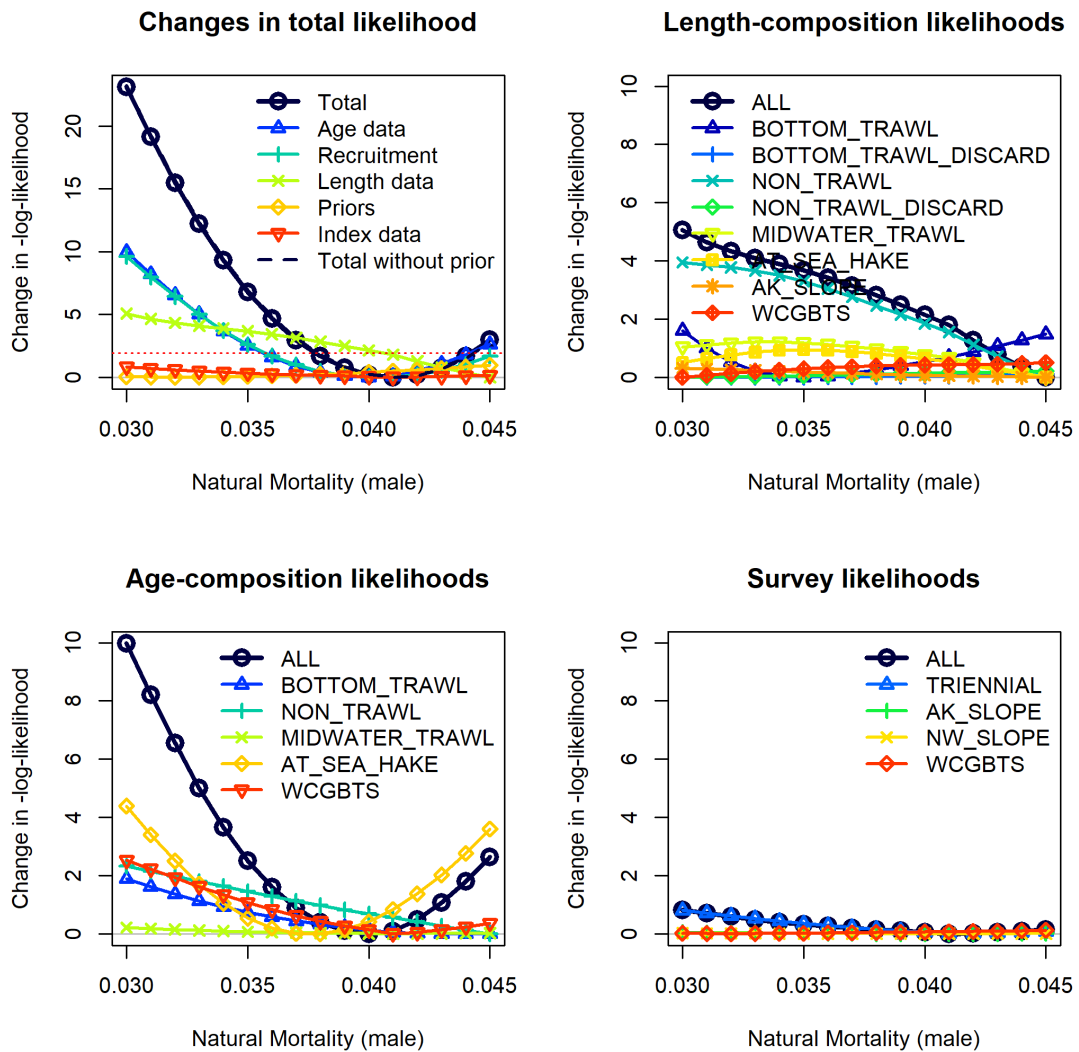 Changes in total likelihood
Change in -log-likelihood
20
15
10
5
0
Total
Age data
Recruitment
Length data
Priors
Index data
Total without prior
0.030
0.035
0.040
0.045
Natural Mortality (male)
Length-composition likelihoods
Change in -log-likelihood
10
8
6
4
2
0
ALL
BOTTOM_TRAWL
BOTTOM_TRAWL_DISCARD
NON_TRAWL
NON_TRAWL_DISCARD
MIDWATER_TRAWL
AT_SEA_HAKE
AK_SLOPE
WCGBTS
0.030
0.035
0.040
0.045
Natural Mortality (male)
Age-composition likelihoods
Change in -log-likelihood
10
8
6
4
2
0
ALL
BOTTOM_TRAWL
NON_TRAWL
MIDWATER_TRAWL
AT_SEA_HAKE
WCGBTS
0.030
0.035
0.040
0.045
Natural Mortality (male)
Survey likelihoods
Change in -log-likelihood
10
8
6
4
2
0
ALL
TRIENNIAL
AK_SLOPE
NW_SLOPE
WCGBTS
0.030
0.035
0.040
0.045
Natural Mortality (male)